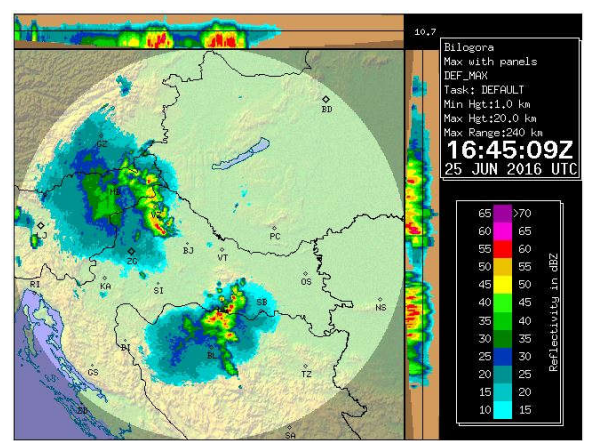 10.7
Bilogora
Max with panels
DEF_MAX
Task: DEFAULT
Min Hgt:1.0 km
Max Hgt:20.0 km
Max Range:240 km
16:45:09Z
25 JUN 2016 UTC
BD
GZ
PC
ZG
BJ
VT
RI
KA
SI
OS
SB
NS
BI
BL
GS
TZ
SA
65 >70
60 65
55 60
50 55
45 50
40 45
35 40
30 35
25 30
20 25
15 20
10 15
Reflectivity in dBZ